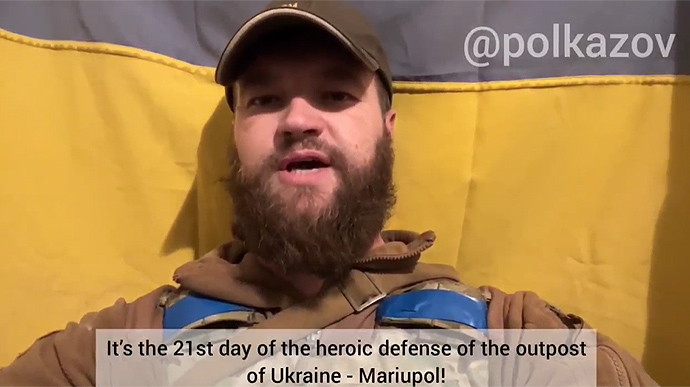 @polkazov
It's the 21st day of the heroic defense of the outpost
of Ukraine - Mariupol!